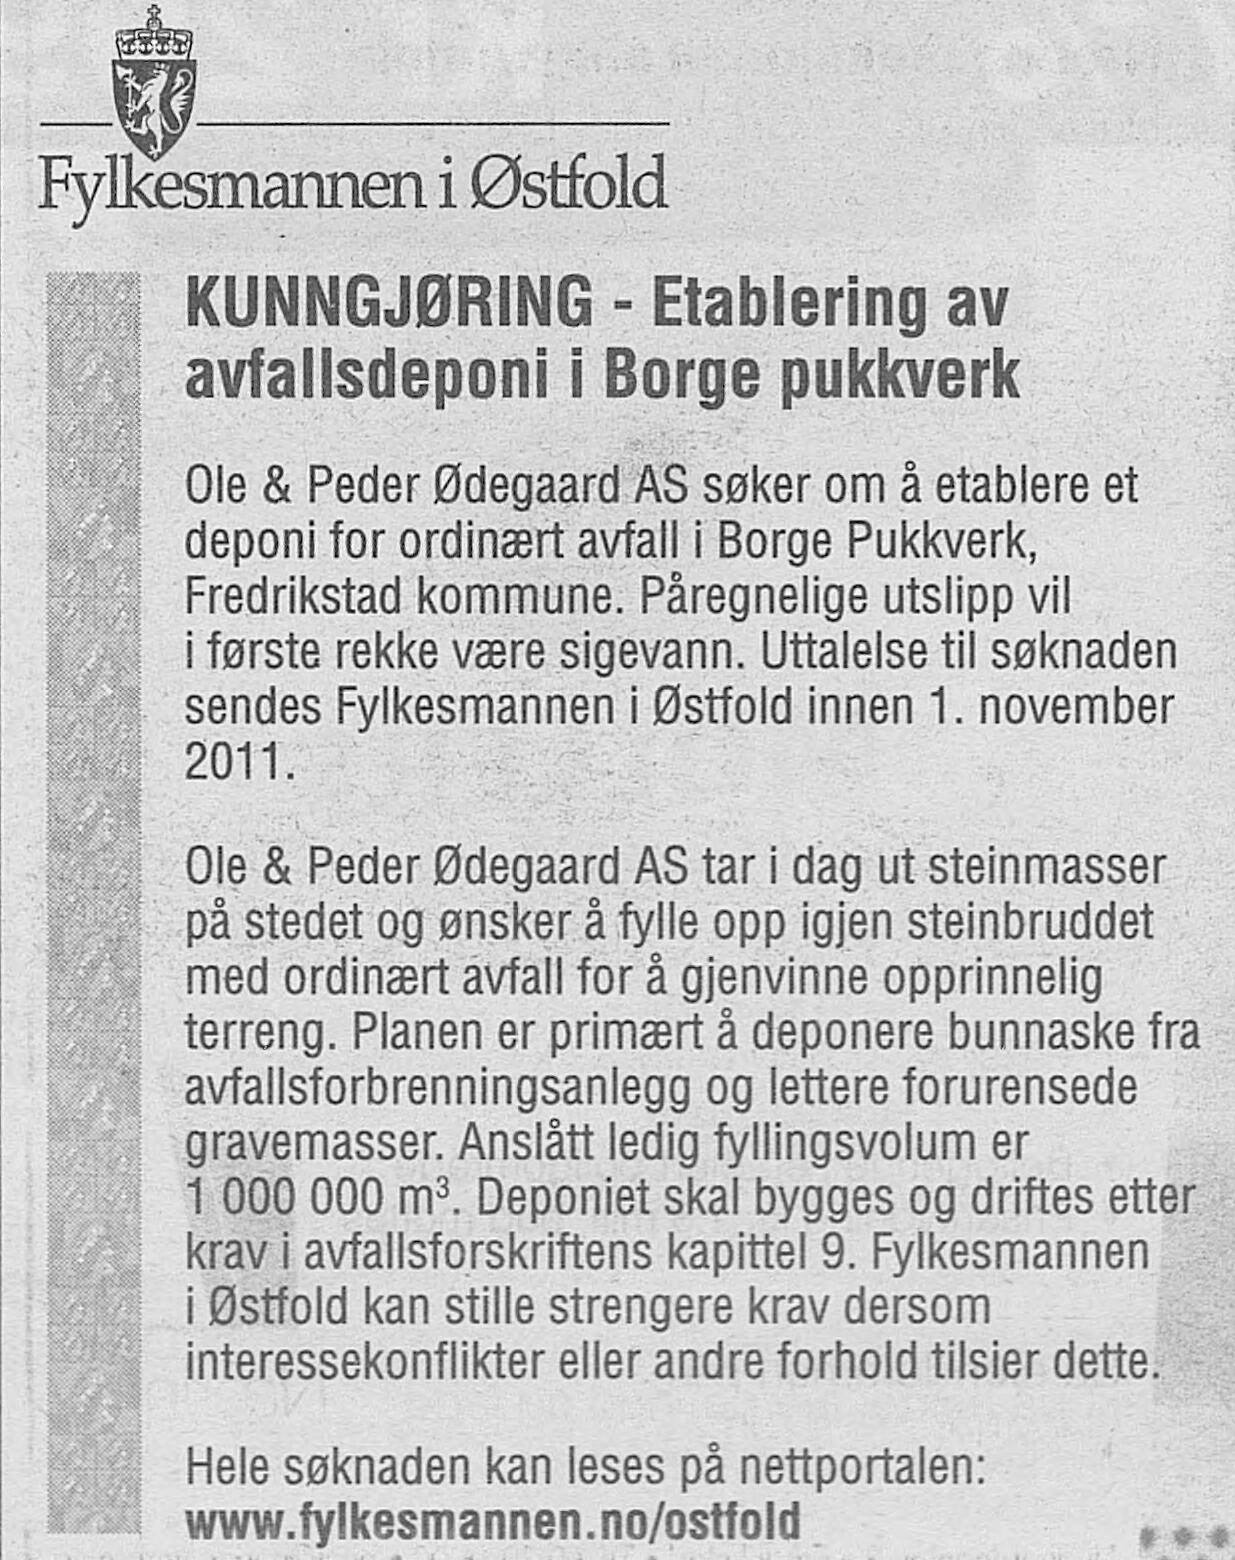 Fylkesmannen i Østfold
KUNNGJØRING - Etablering av
avfallsdeponi i Borge pukkverk
Ole & Peder Ødegaard AS søker om å etablere et
deponi for ordinært avfall i Borge Pukkverk,
Fredrikstad kommune. Påregnelige utslipp vil
i første rekke være sigevann. Uttalelse til søknaden
sendes Fylkesmannen i Østfold innen 1. november
2011.
Ole & Peder Ødegaard AS tar i dag ut steinmasser
på stedet og ønsker å fylle opp igjen steinbruddet
med ordinært avfall for å gjenvinne opprinnelig
terreng. Planen er primært å deponere bunnaske fra
avfallsforbrenningsanlegg og lettere forurensede
gravemasser. Anslått ledig fyllingsvolum er
1 000 000 m³. Deponiet skal bygges og driftes etter
krav i avfallsforskriftens kapittel 9. Fylkesmannen
i Østfold kan stille strengere krav dersom
interessekonflikter eller andre forhold tilsier dette.
Hele søknaden kan leses på nettportalen:
www.fylkesmannen.no/ostfold